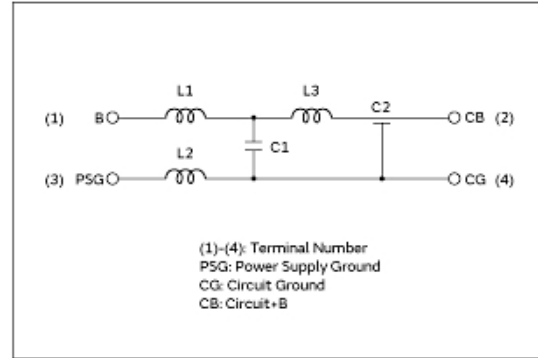 L1 L3 C2
(1) B CB (2)
C1
L2
(3) PSG CG (4)
(1)-(4): Terminal Number
PSG: Power Supply Ground
CG: Circuit Ground
CB: Circuit+B